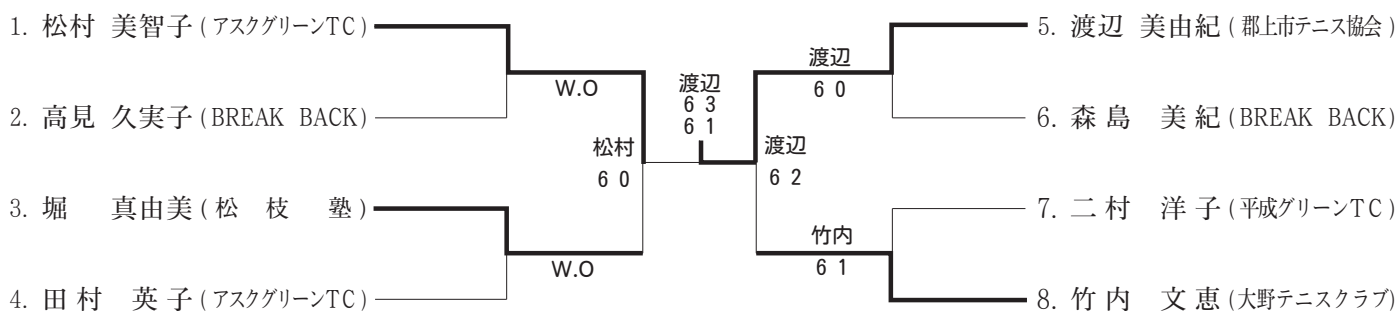 1. 松村 美智子 (アスクグリーンTC)
W.O
2. 高見 久実子 (BREAK BACK)
松村
6 0
3. 堀 真由美 (松 枝 塾)
W.O
4. 田村 英子 (アスクグリーンTC)
渡辺
6 3
6 1
5. 渡辺 美由紀 (郡上市テニス協会)
渡辺
6 0
6. 森島 美紀 (BREAK BACK)
渡辺
6 2
7. 二村 洋子 (平成グリーンTC)
竹内
6 1
8. 竹内 文恵 (大野テニスクラブ)